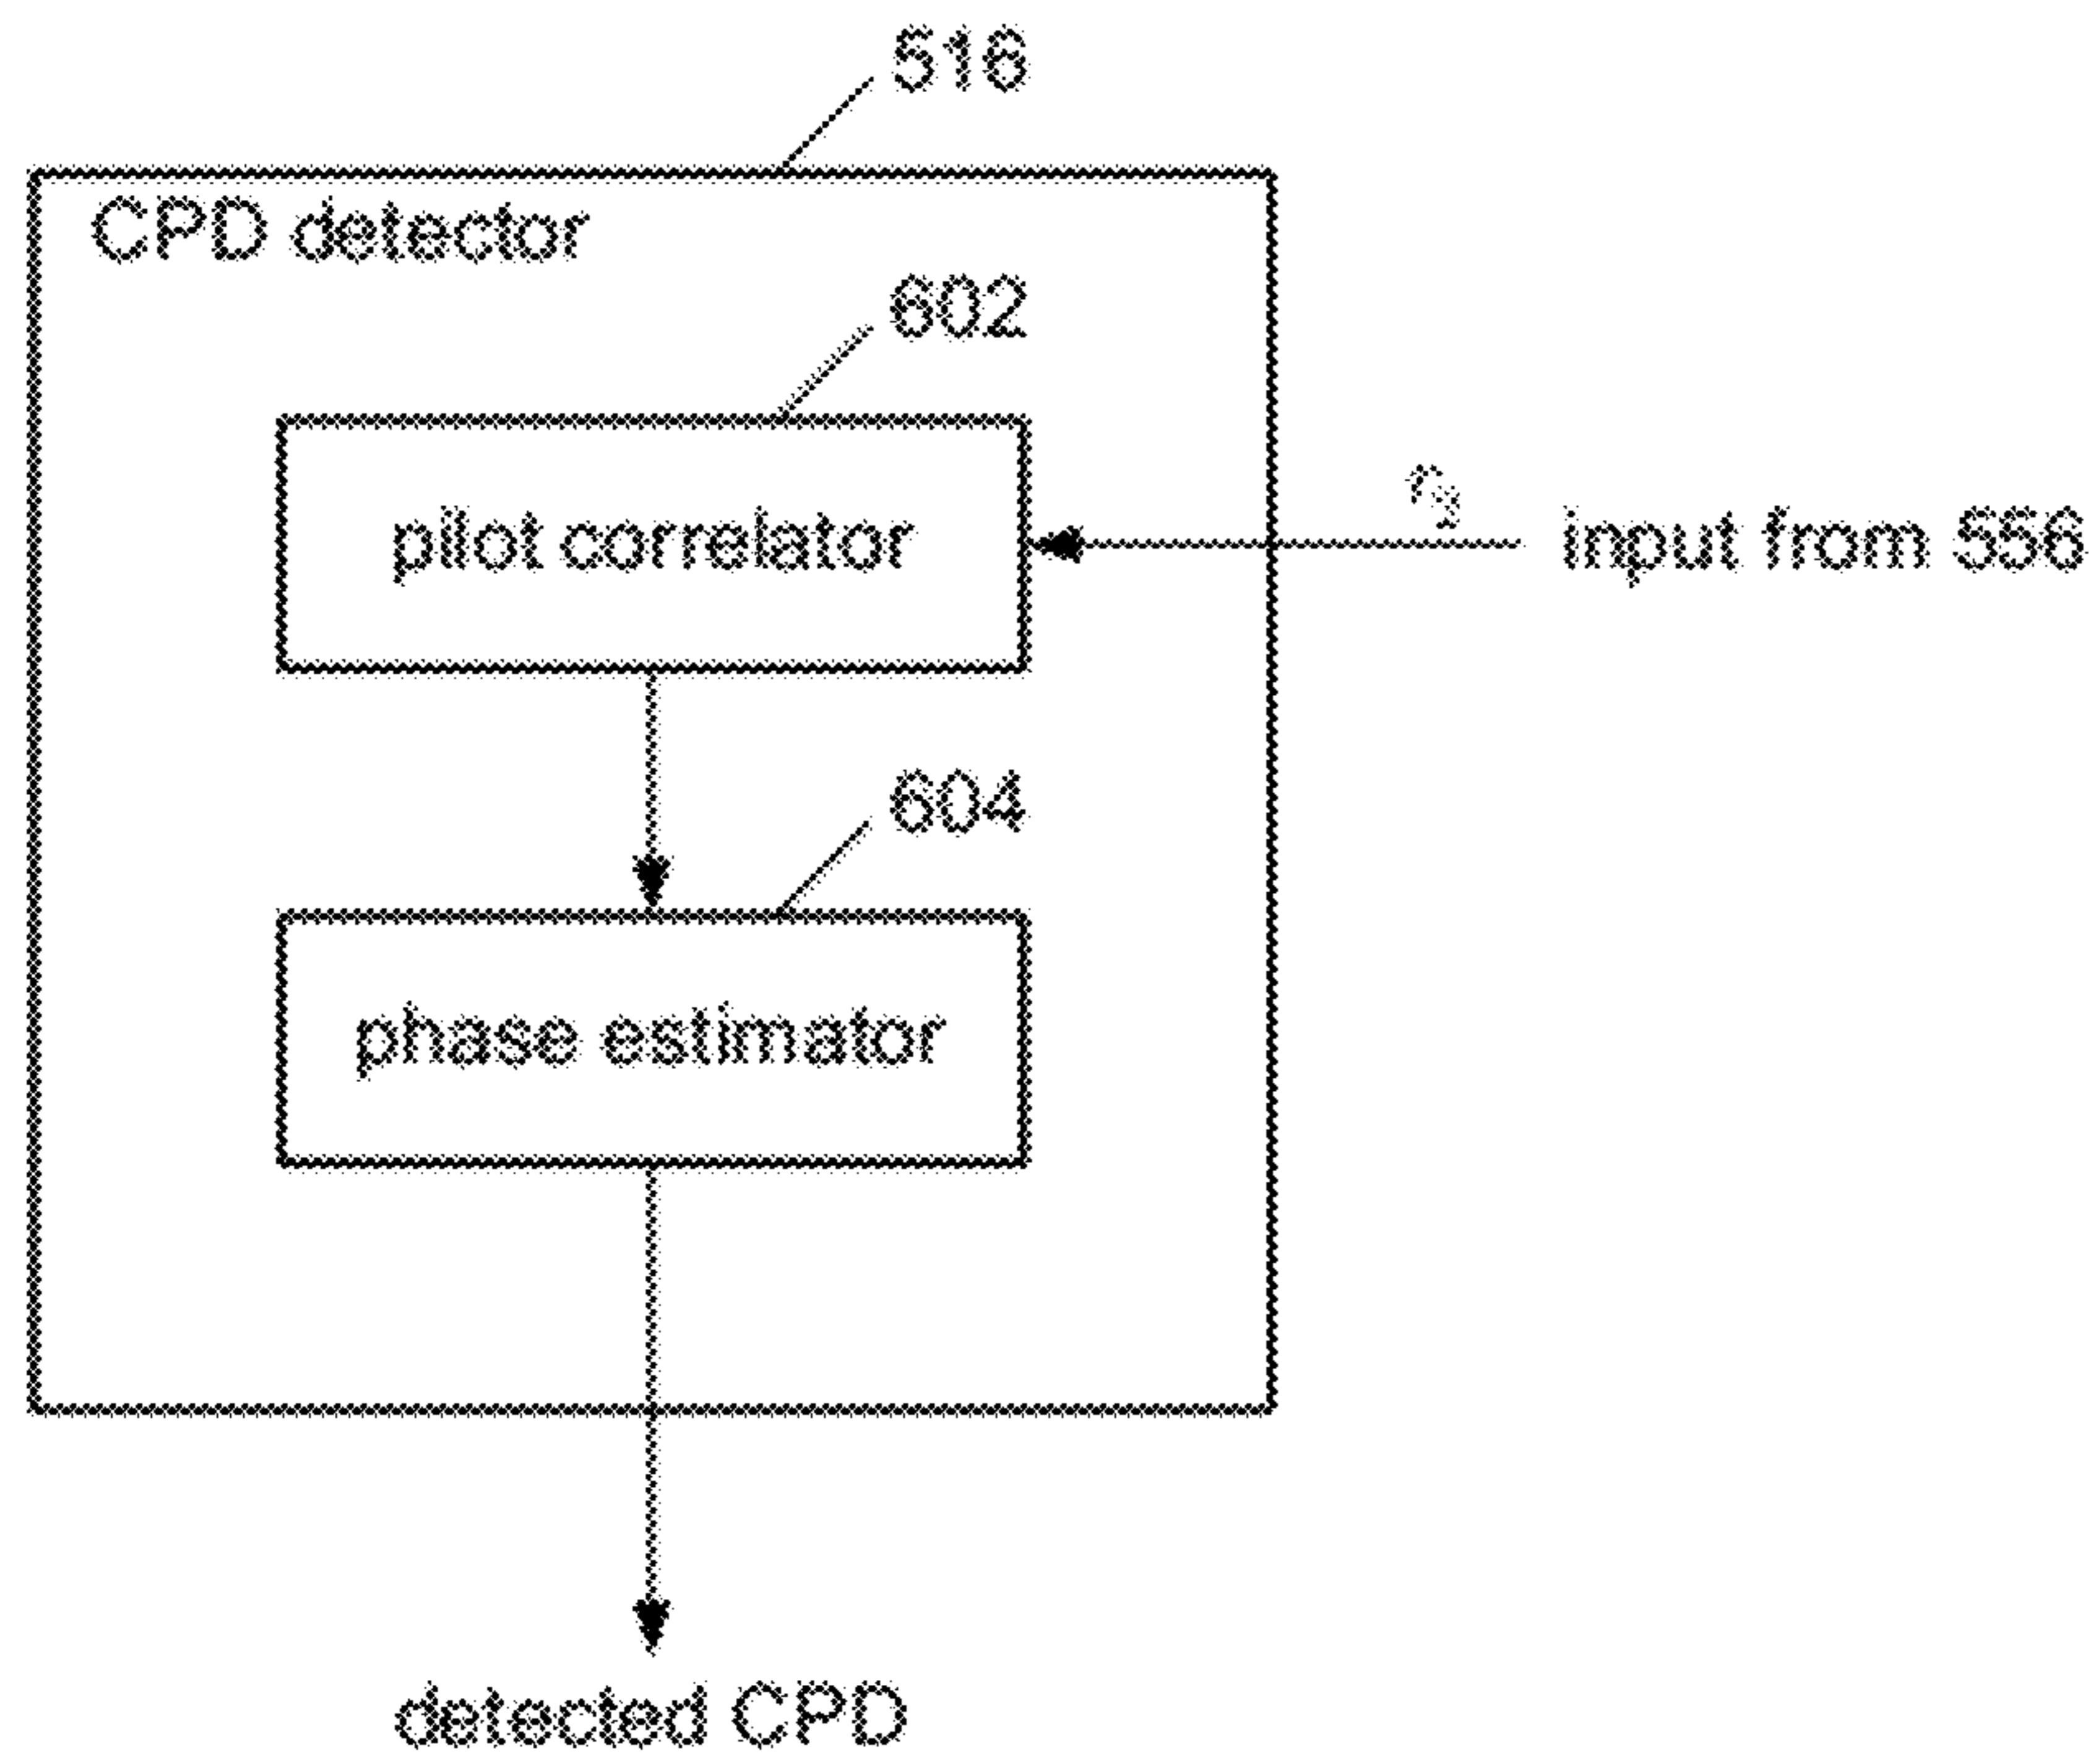 516
CPD detector
602
pilot correlator
input from 556
604
phase estimator
detected CPD